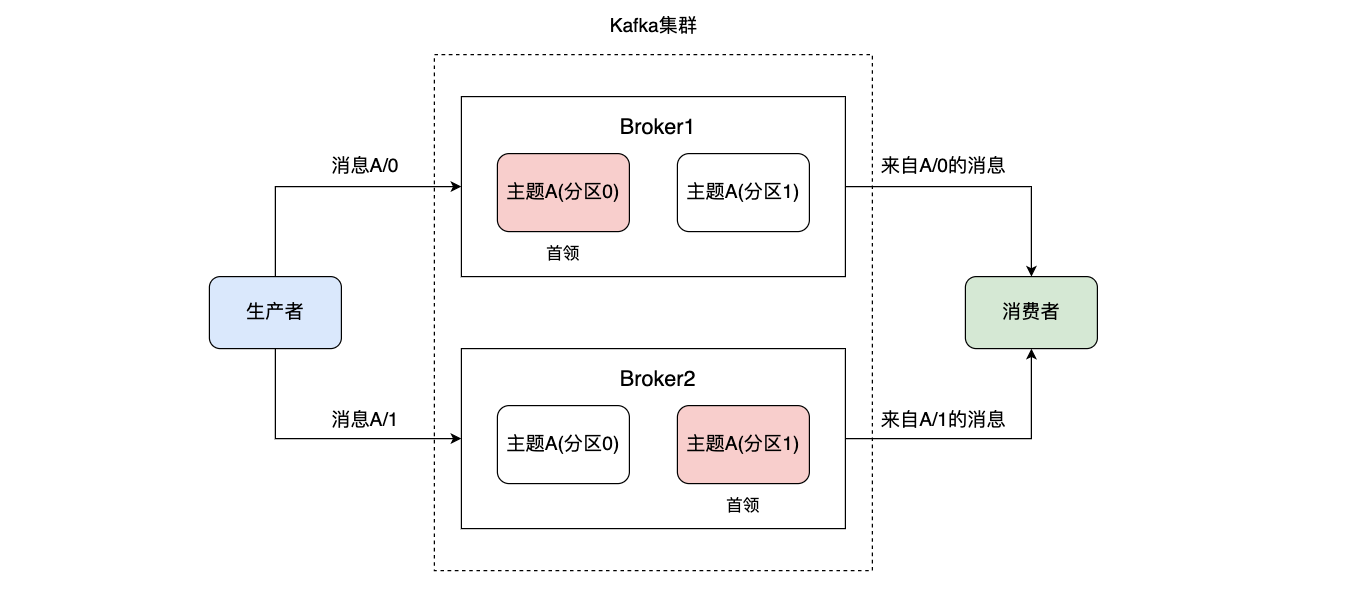 Kafka集群
Broker1
消息A/0
来自A/0的消息
主题A(分区0)
主题A(分区1)
首领
生产者
消费者
Broker2
消息A/1
来自A/1的消息
主题A(分区0)
主题A(分区1)
首领